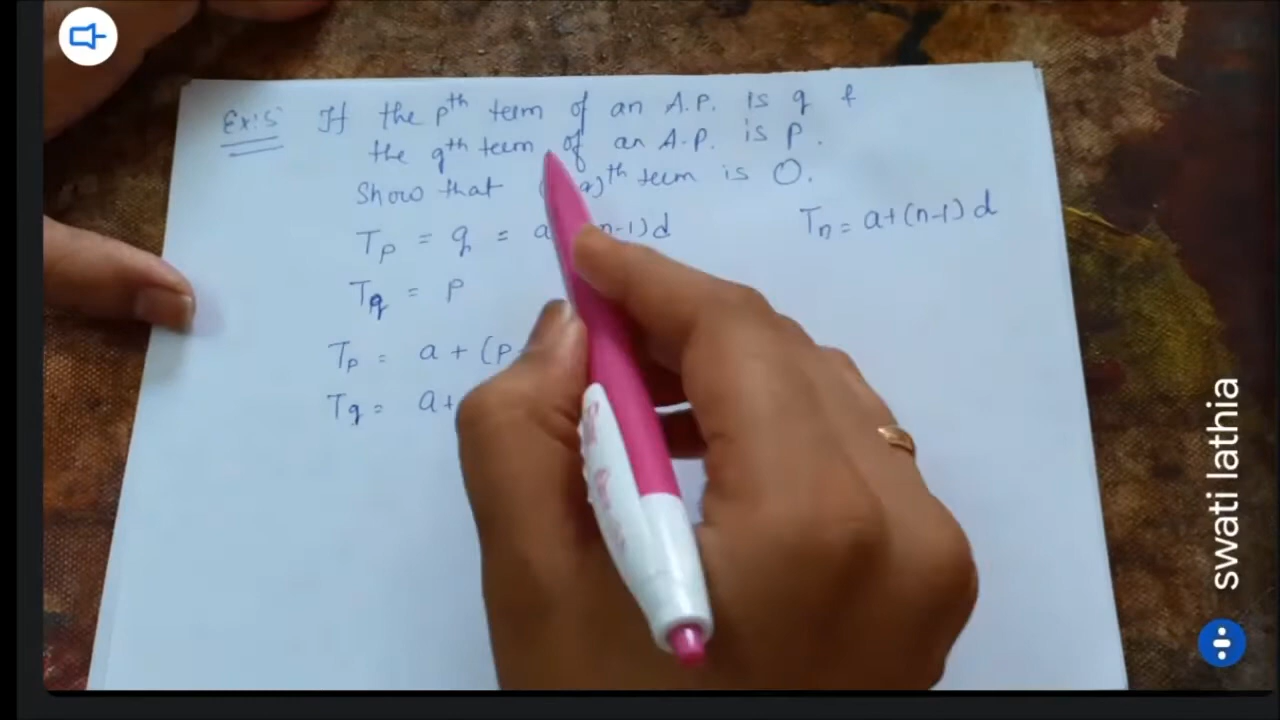 Ex:5 If the pth term of an A.P. is q &
the qth term of an A.P. is p.
Show that q)th term is 0.
Tp = q = a n-1)d
Tn = a+(n-1)d
Tq = p
Tp = a + (p
Tq = a+
swati lathia